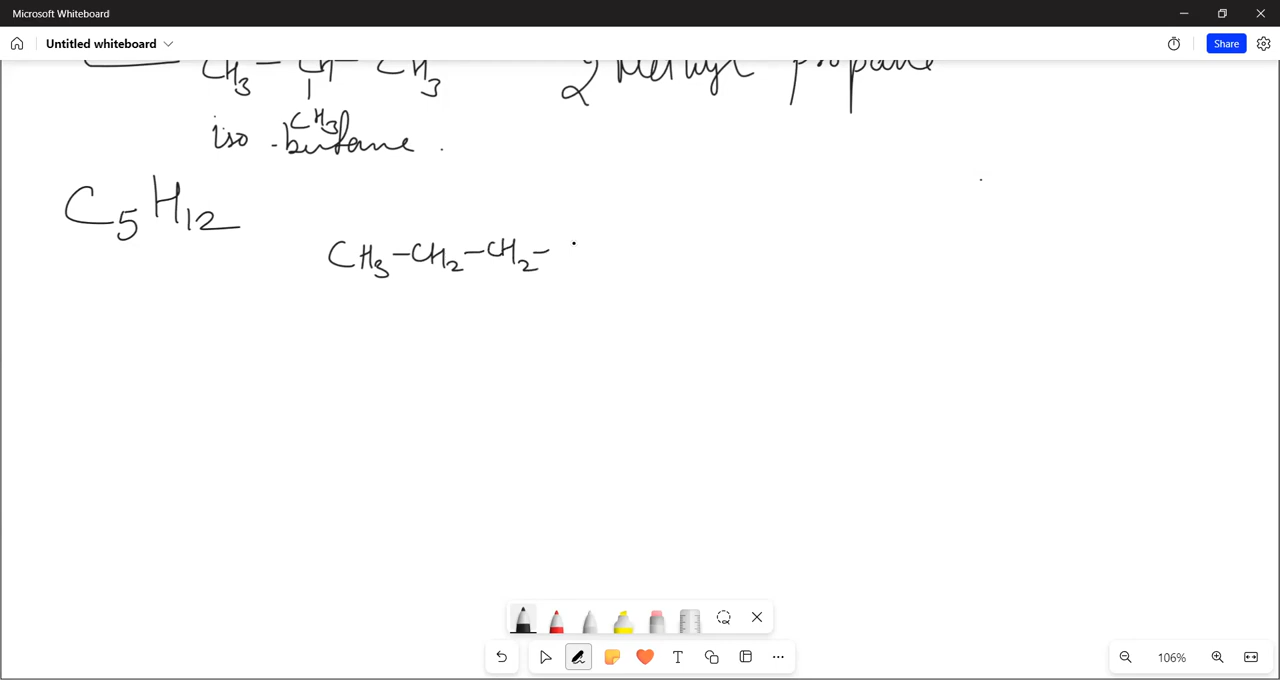 Microsoft Whiteboard
Untitled whiteboard
Share
CH3 - CH - CH3 2 Methyl propane
CH3
iso - butane .
C5H12
CH3-CH2-CH2-
106%